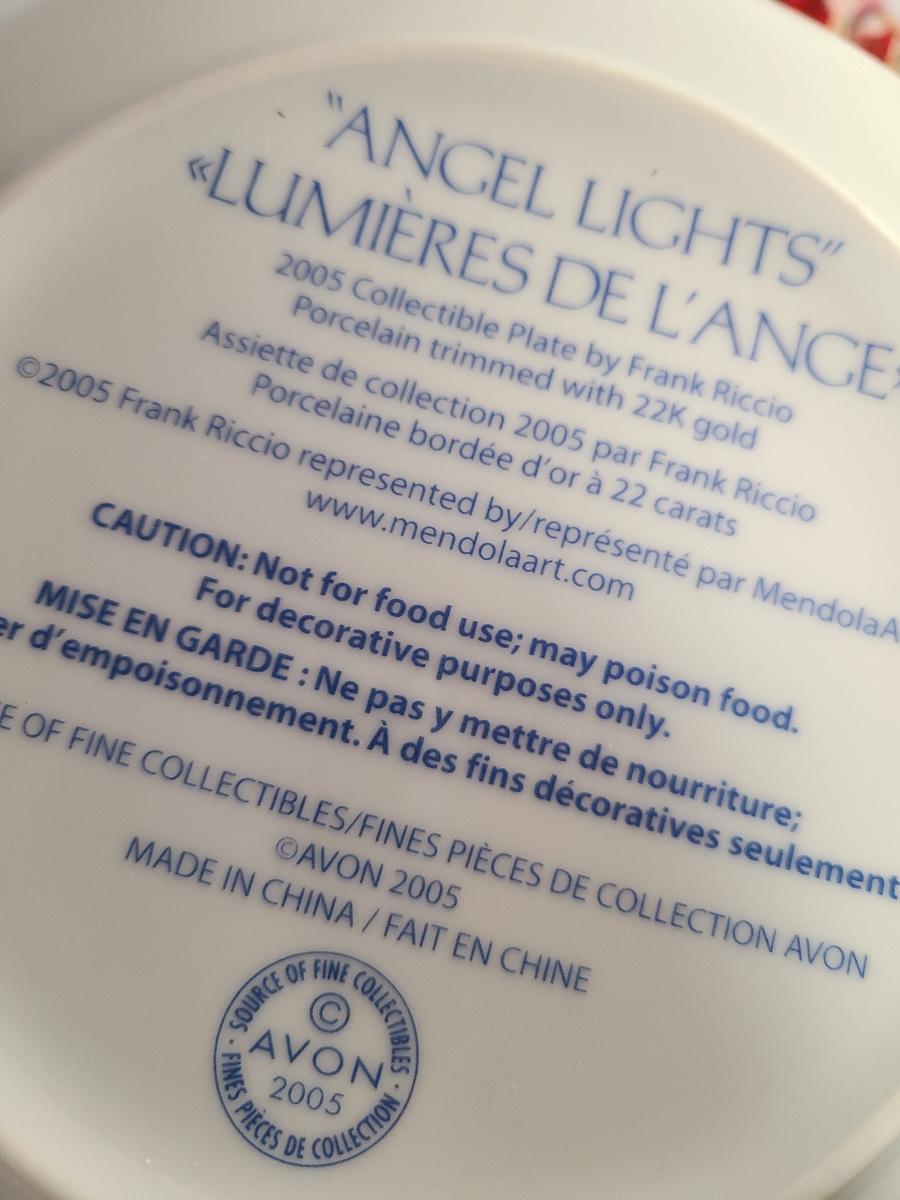 "ANGEL LIGHTS"
«LUMIÈRES DE L'ANGE»
2005 Collectible Plate by Frank Riccio
Porcelain trimmed with 22K gold
Assiette de collection 2005 par Frank Riccio
Porcelaine bordée d'or à 22 carats
©2005 Frank Riccio represented by/représenté par MendolaA
www.mendolaart.com
CAUTION: Not for food use; may poison food.
For decorative purposes only.
MISE EN GARDE : Ne pas y mettre de nourriture;
d'empoisonnement. À des fins décoratives seulement
OF FINE COLLECTIBLES/FINES PIÈCES DE COLLECTION AVON
©AVON 2005
MADE IN CHINA / FAIT EN CHINE
SOURCE OF FINE COLLECTIBLES
©
AVON
2005
FINES PIÈCES DE COLLECTION